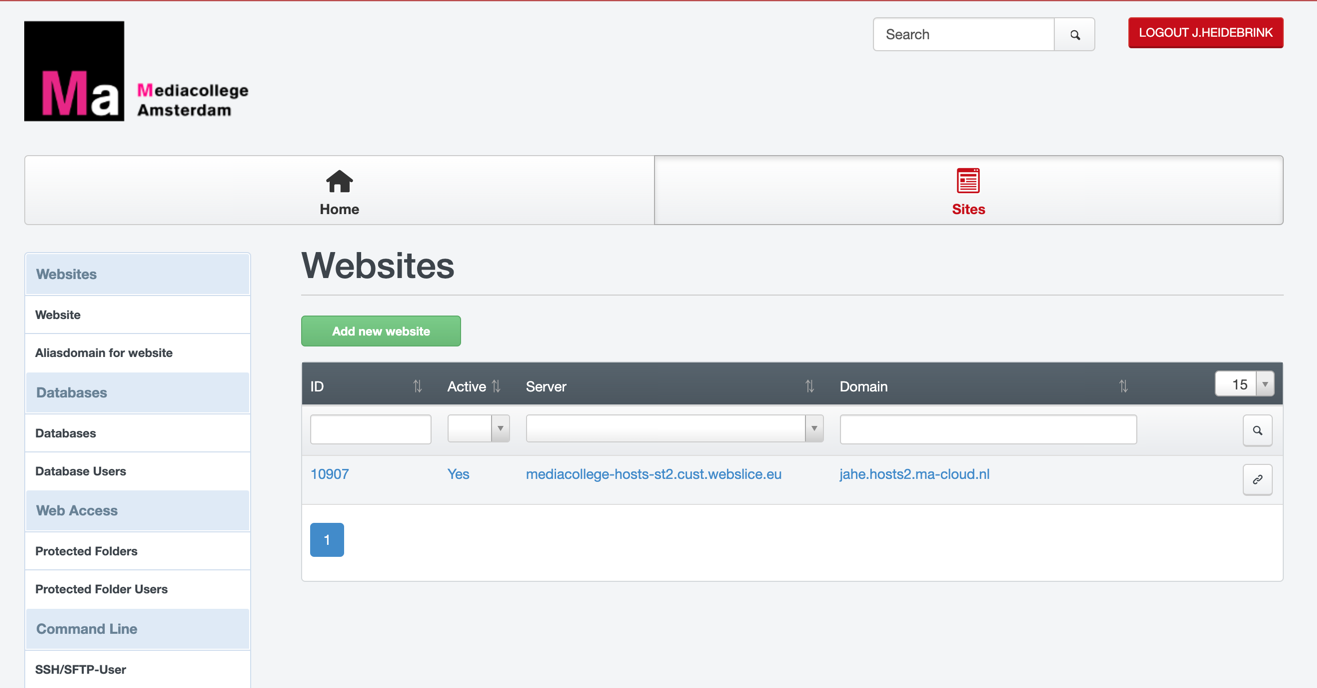 Search
LOGOUT J.HEIDEBRINK
Ma
Mediacollege
Amsterdam
Home
Sites
Websites
Website
Aliasdomain for website
Databases
Databases
Database Users
Web Access
Protected Folders
Protected Folder Users
Command Line
SSH/SFTP-User
Websites
Add new website
ID Active Server Domain 15
10907 Yes mediacollege-hosts-st2.cust.webslice.eu jahe.hosts2.ma-cloud.nl
1